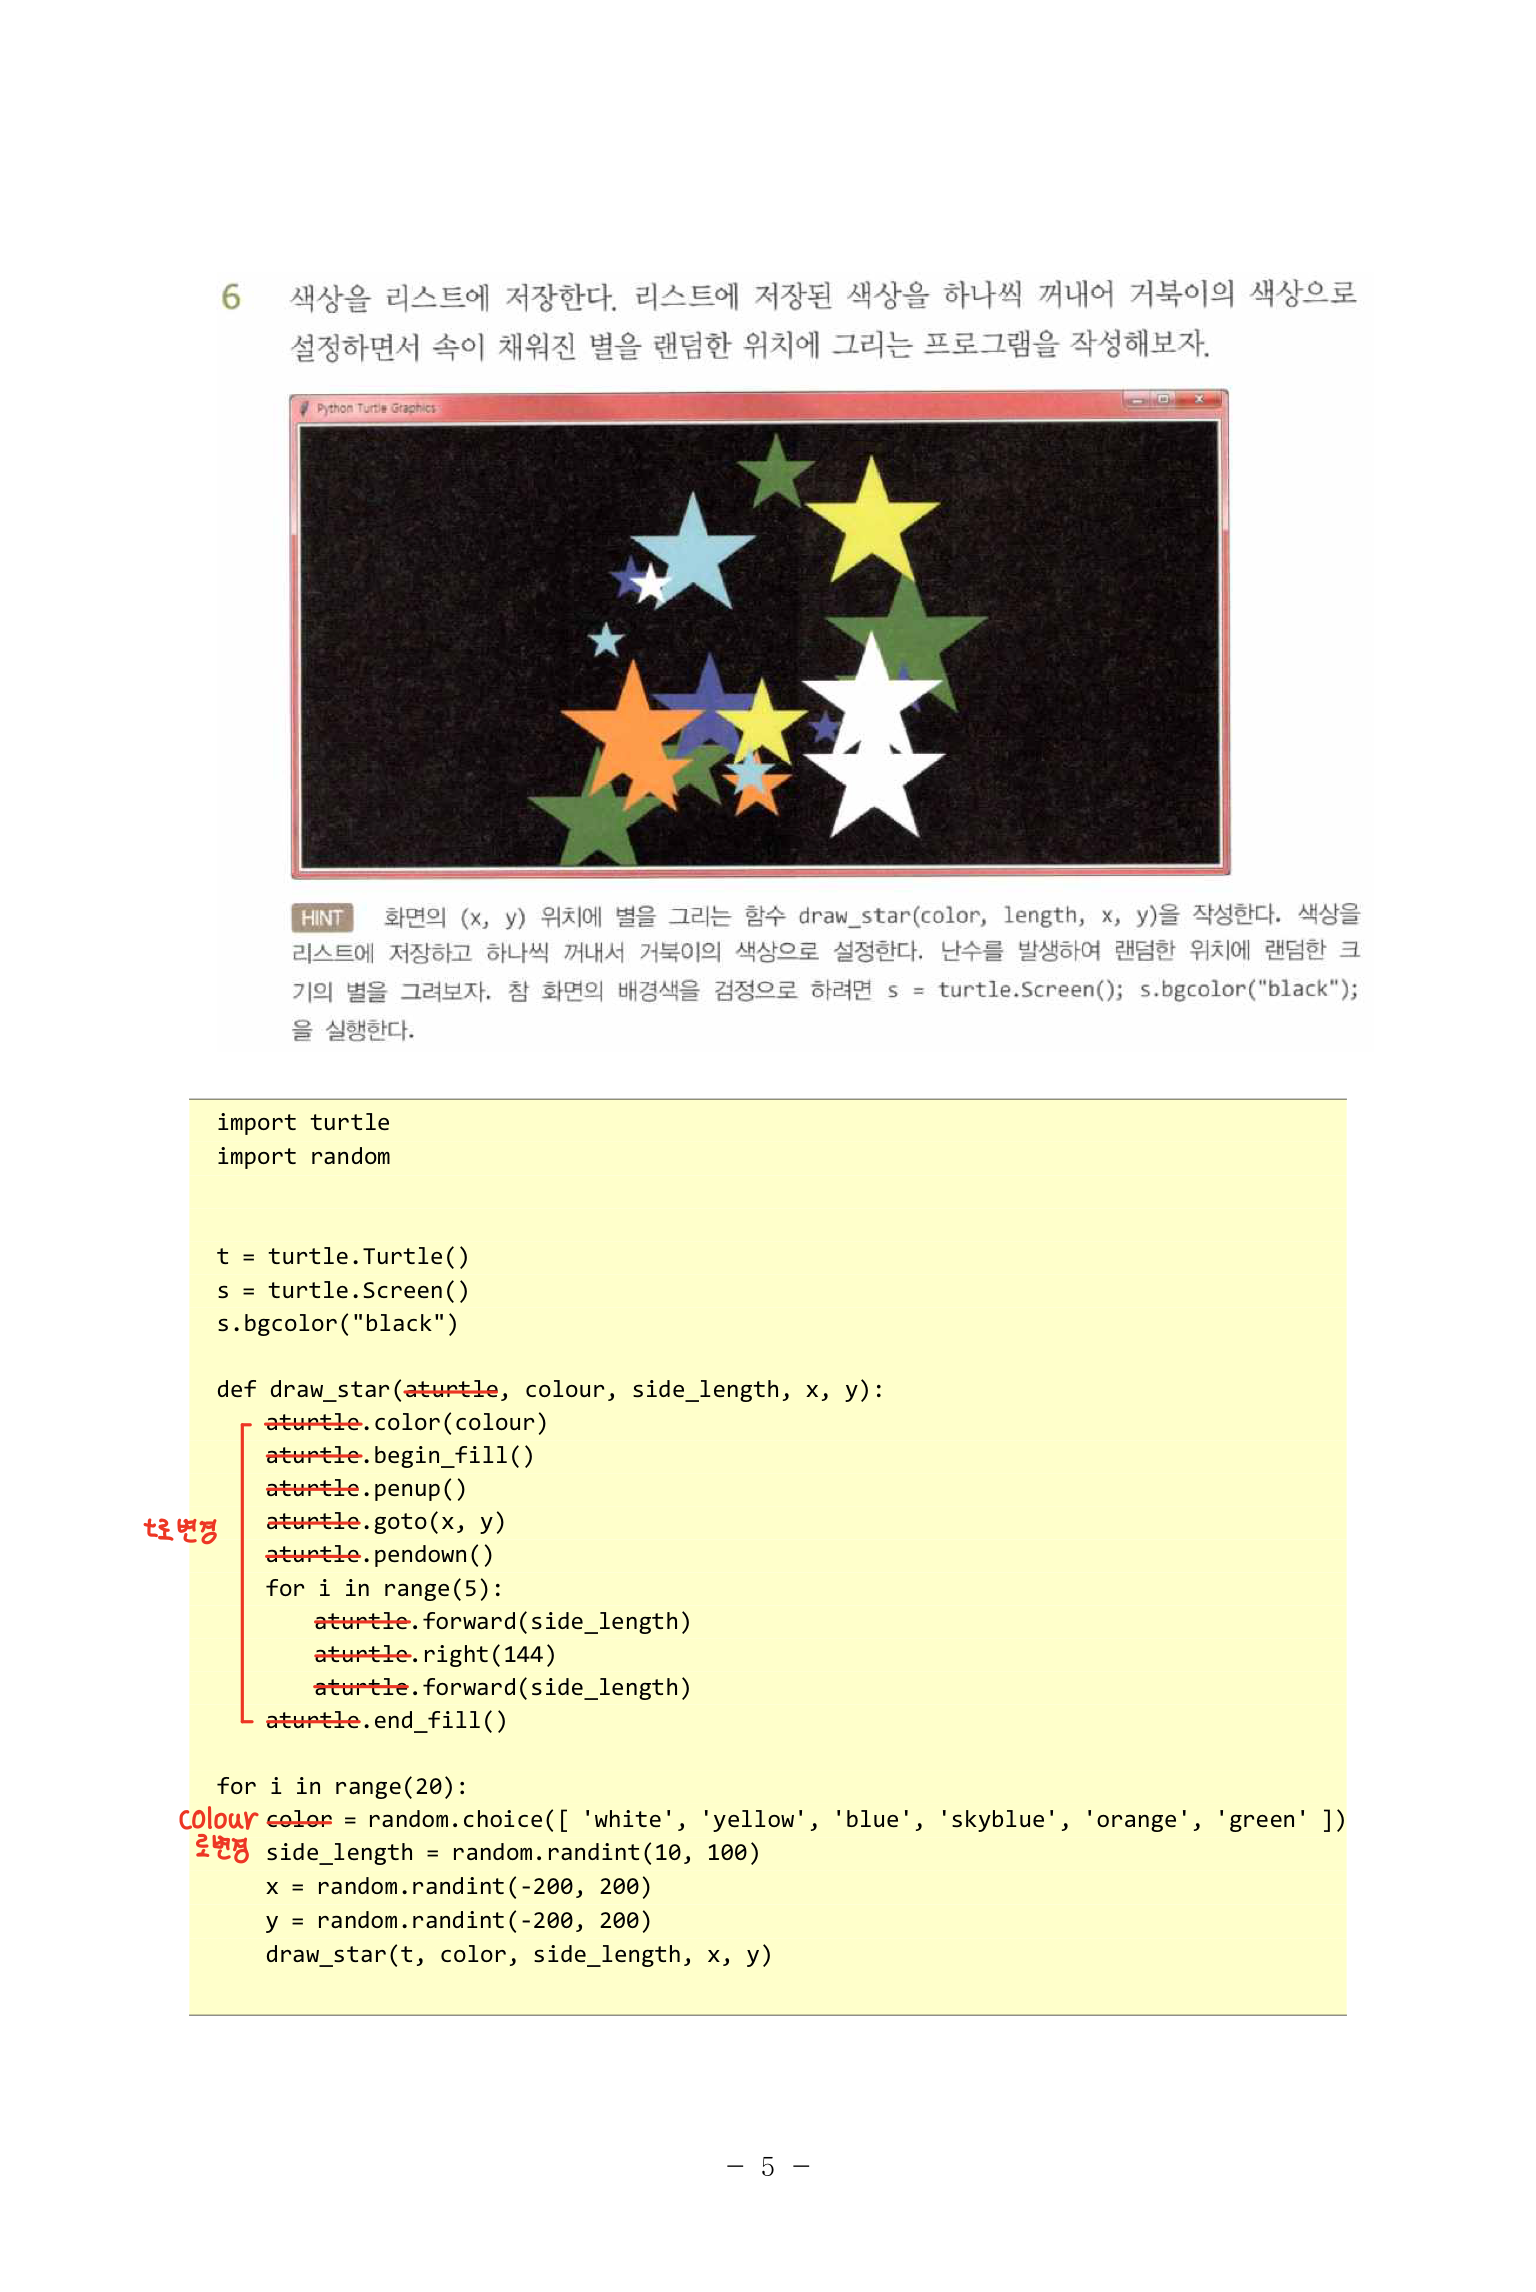 6 색상을 리스트에 저장한다. 리스트에 저장된 색상을 하나씩 꺼내어 거북이의 색상으로
설정하면서 속이 채워진 별을 랜덤한 위치에 그리는 프로그램을 작성해보자.
Python Turtle Graphics
HINT 화면의 (x, y) 위치에 별을 그리는 함수 draw_star(color, length, x, y)을 작성한다. 색상을
리스트에 저장하고 하나씩 꺼내서 거북이의 색상으로 설정한다. 난수를 발생하여 랜덤한 위치에 랜덤한 크
기의 별을 그려보자. 참 화면의 배경색을 검정으로 하려면 s = turtle.Screen(); s.bgcolor("black");
을 실행한다.
import turtle
import random
t = turtle.Turtle()
s = turtle.Screen()
s.bgcolor("black")
def draw_star(aturtle, colour, side_length, x, y):
aturtle.color(colour)
aturtle.begin_fill()
aturtle.penup()
t로 변경
aturtle.goto(x, y)
aturtle.pendown()
for i in range(5):
aturtle.forward(side_length)
aturtle.right(144)
aturtle.forward(side_length)
aturtle.end_fill()
for i in range(20):
colour color = random.choice([ 'white', 'yellow', 'blue', 'skyblue', 'orange', 'green' ])
로변경 side_length = random.randint(10, 100)
x = random.randint(-200, 200)
y = random.randint(-200, 200)
draw_star(t, color, side_length, x, y)
- 5 -